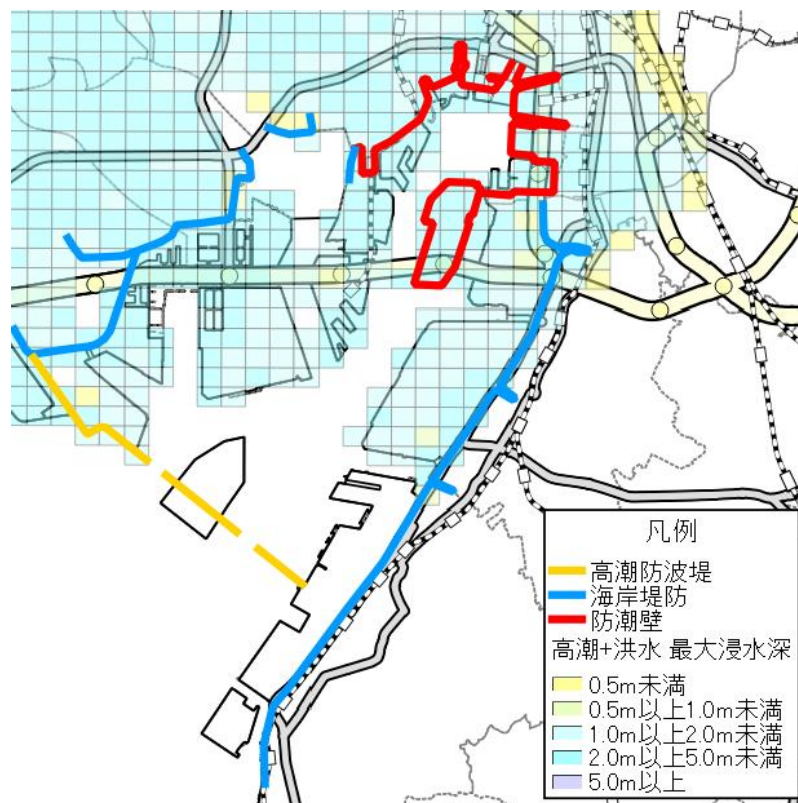 凡例
高潮防波堤
海岸堤防
防潮壁
高潮+洪水 最大浸水深
0.5m未満
0.5m以上1.0m未満
1.0m以上2.0m未満
2.0m以上5.0m未満
5.0m以上